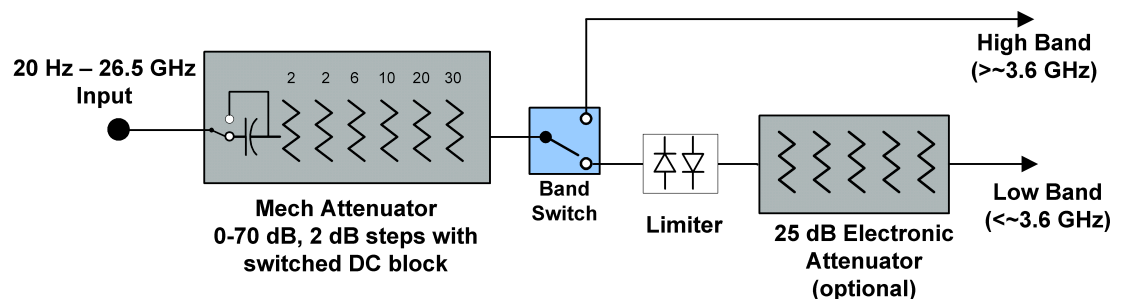 20 Hz – 26.5 GHz
Input
2 2 6 10 20 30
Mech Attenuator
0-70 dB, 2 dB steps with
switched DC block
Band
Switch
Limiter
25 dB Electronic
Attenuator
(optional)
High Band
(>~3.6 GHz)
Low Band
(<~3.6 GHz)